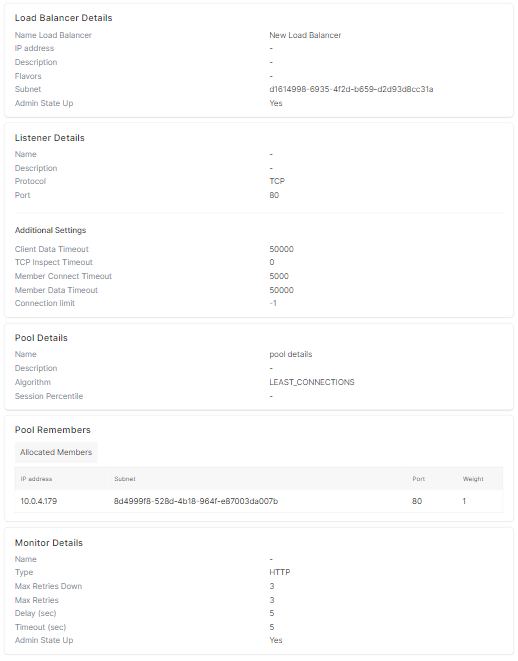 Load Balancer Details
Name Load Balancer New Load Balancer
IP address -
Description -
Flavors -
Subnet d1614998-6935-4f2d-b659-d2d93d8cc31a
Admin State Up Yes
Listener Details
Name -
Description -
Protocol TCP
Port 80
Additional Settings
Client Data Timeout 50000
TCP Inspect Timeout 0
Member Connect Timeout 5000
Member Data Timeout 50000
Connection limit -1
Pool Details
Name pool details
Description -
Algorithm LEAST_CONNECTIONS
Session Percentile -
Pool Remembers
Allocated Members
IP address Subnet Port Weight
10.0.4.179 8d4999f8-528d-4b18-964f-e87003da007b 80 1
Monitor Details
Name -
Type HTTP
Max Retries Down 3
Max Retries 3
Delay (sec) 5
Timeout (sec) 5
Admin State Up Yes